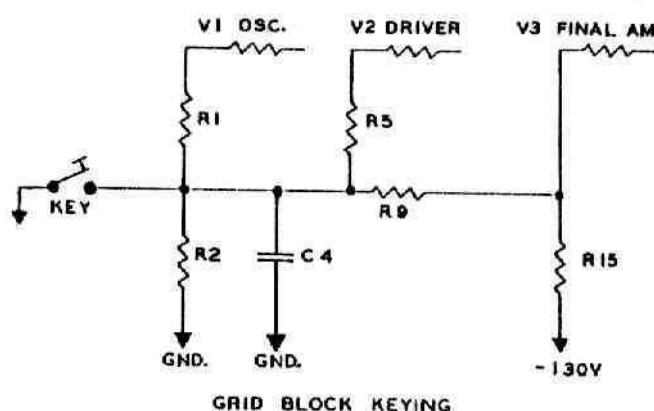 V1 OSC.
V2 DRIVER
V3 FINAL AM
R1
R5
KEY
R9
R2
C4
R15
GND.
GND.
-130V
GRID BLOCK KEYING